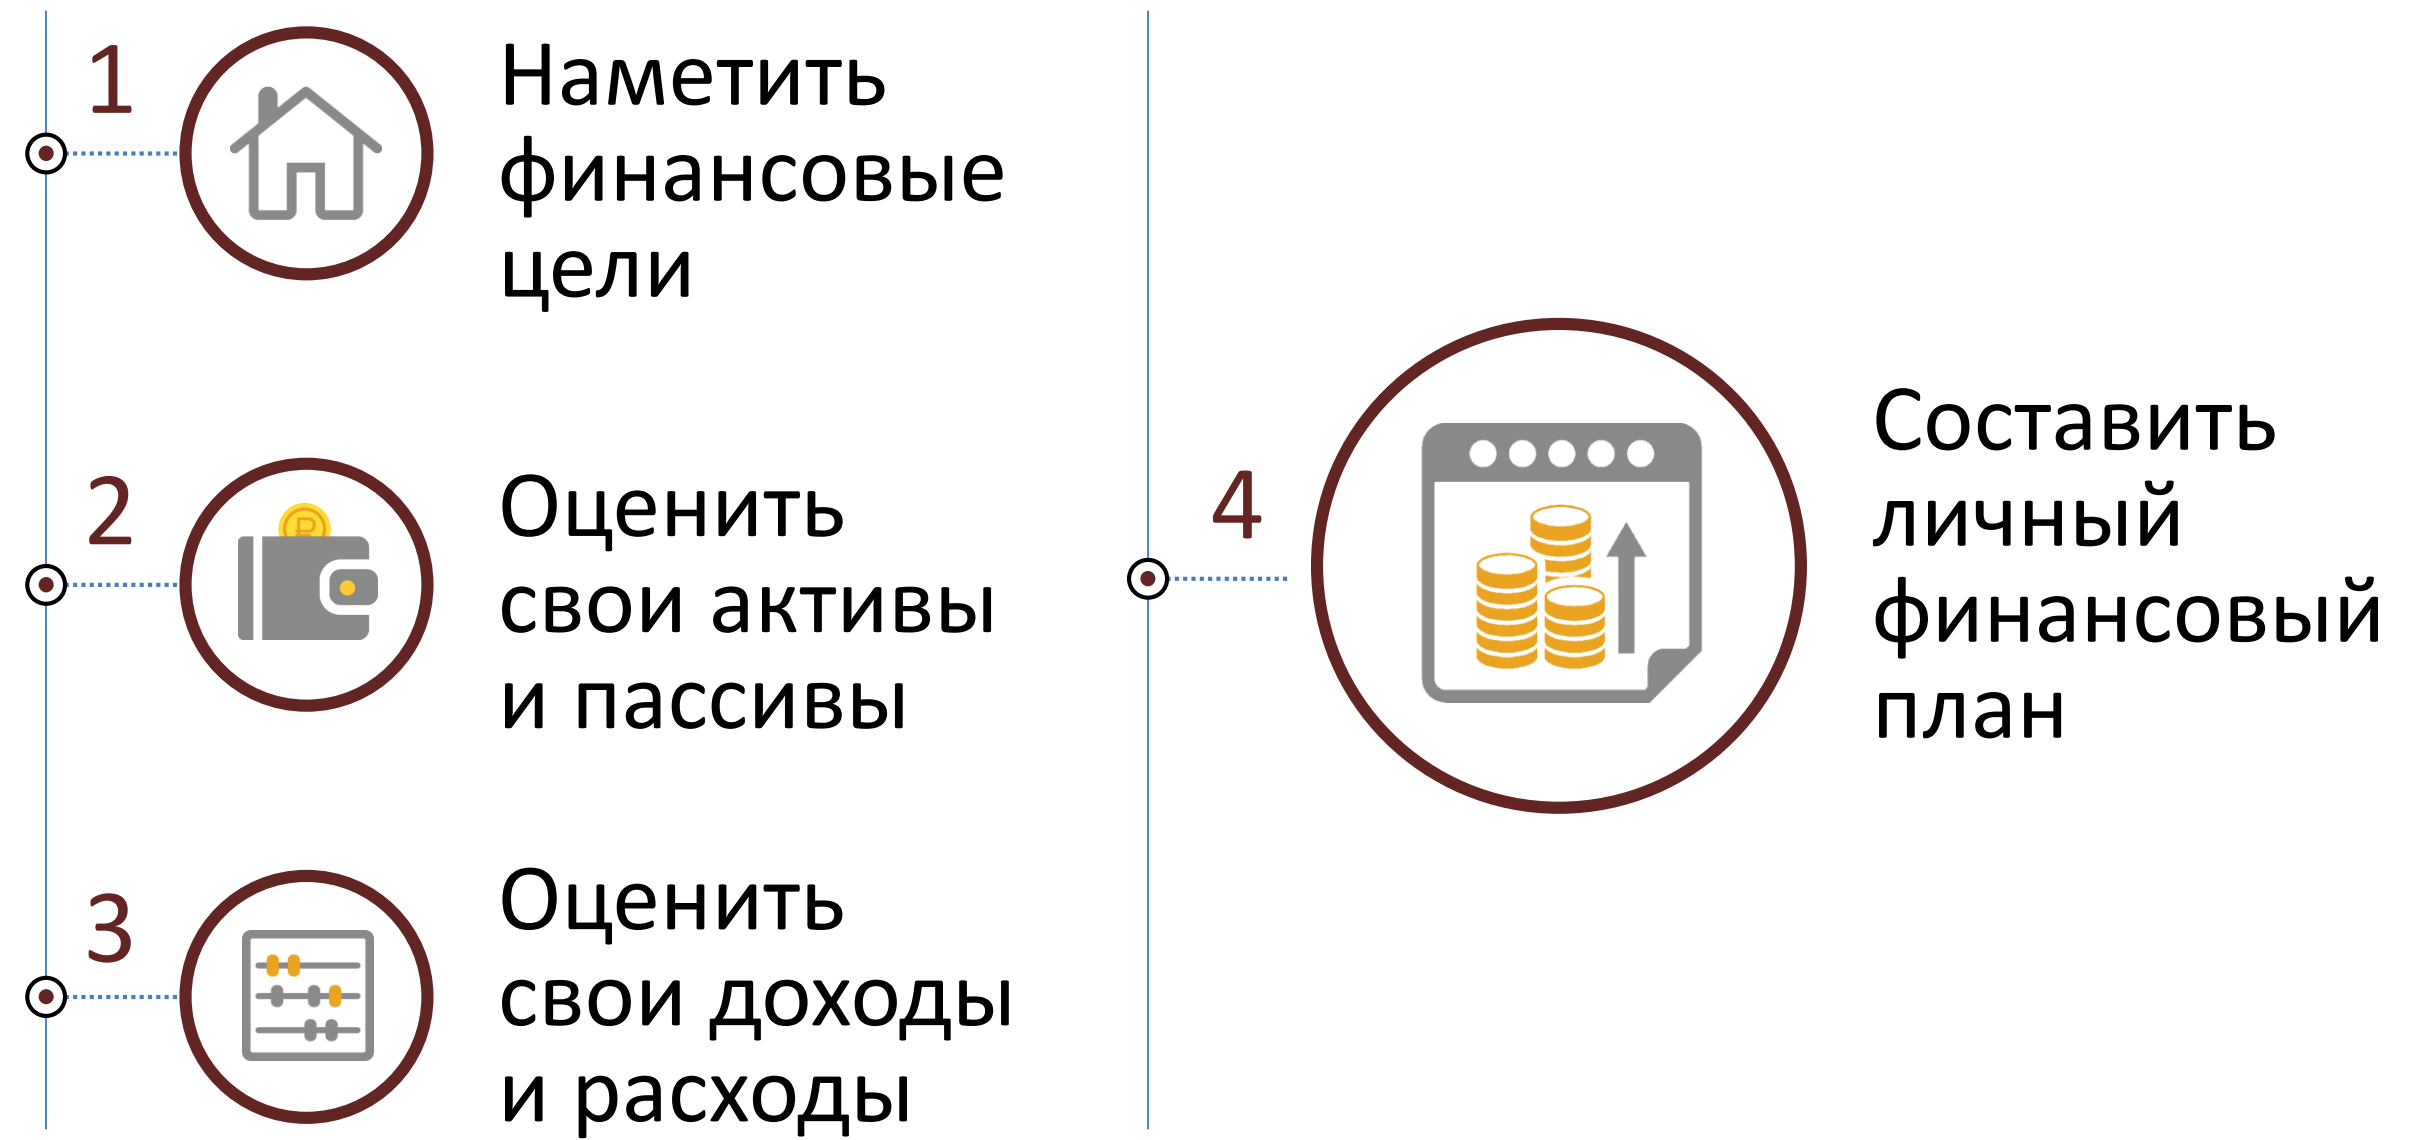 1
Наметить
финансовые
цели
2
Оценить
свои активы
и пассивы
3
Оценить
свои доходы
и расходы
4
Составить
личный
финансовый
план